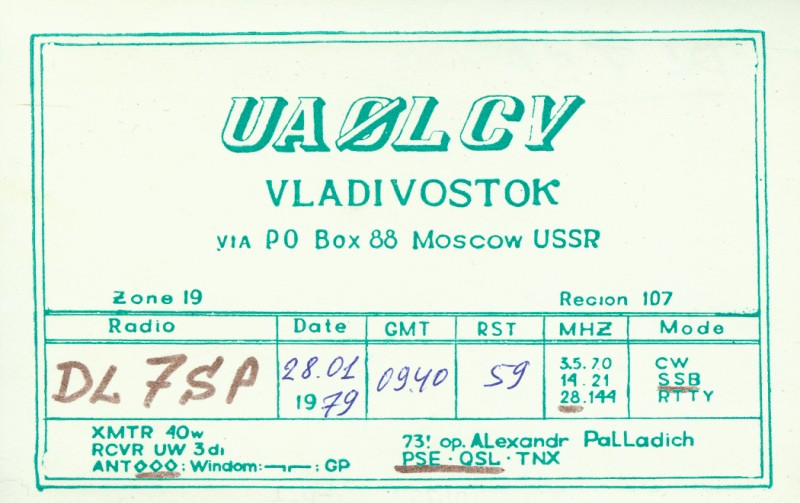 UAØLCV
VLADIVOSTOK
VIA PO Box 88 Moscow USSR
Zone 19 Recion 107
Radio Date GMT RST MHZ Mode
DL7SP 28.01 1979 0940 59
3.5.7.0 CW
14.21 SSB
28.144 RTTY
XMTR 40w
RCVR UW 3di
ANT◊◊◊: Windom: : GP
73! op. ALexandr PaLLadich
PSE · QSL · TNX